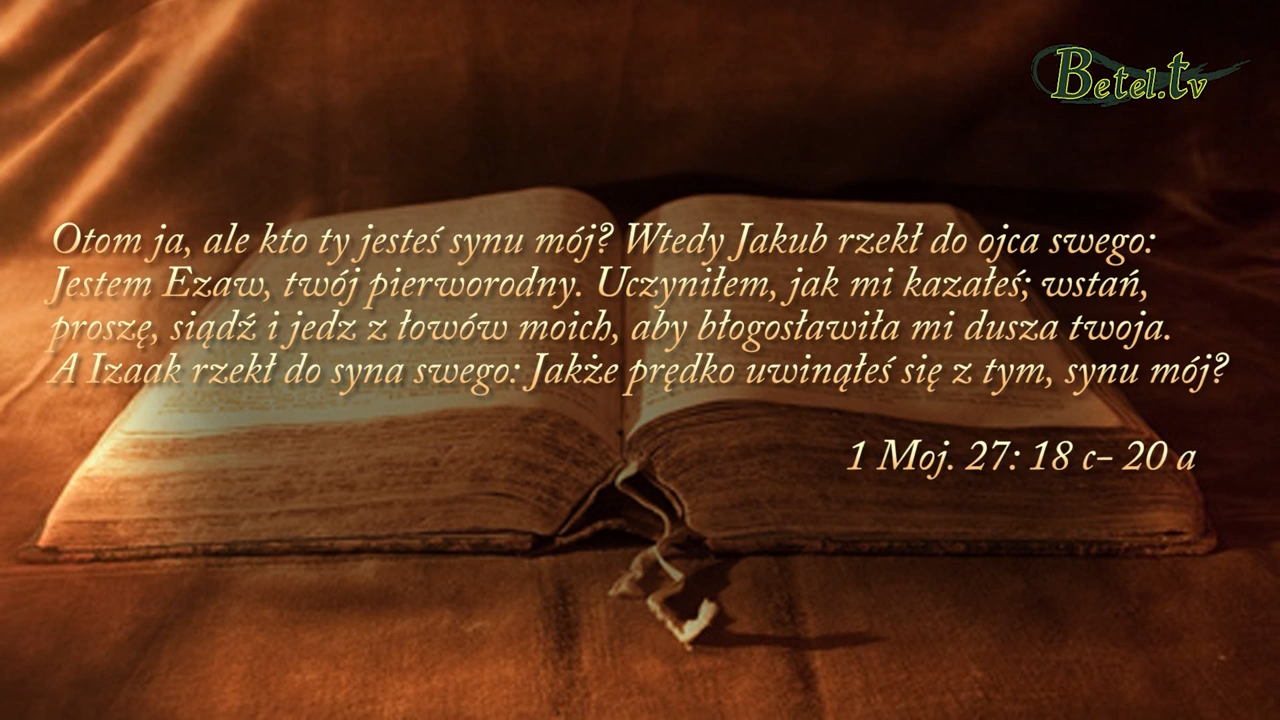 Betel.tv
Otom ja, ale kto ty jesteś synu mój? Wtedy Jakub rzekł do ojca swego:
Jestem Ezaw, twój pierworodny. Uczyniłem, jak mi kazałeś; wstań,
proszę, siądź i jedz z łowów moich, aby błogosławiła mi dusza twoja.
A Izaak rzekł do syna swego: Jakże prędko uwinąłeś się z tym, synu mój?
1 Moj. 27: 18 c- 20 a